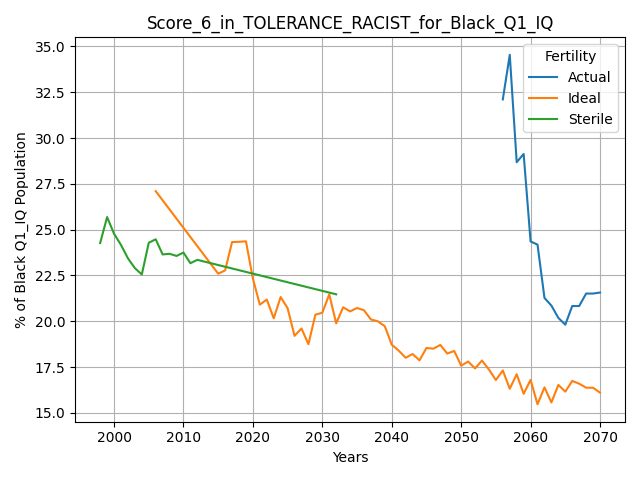 Score_6_in_TOLERANCE_RACIST_for_Black_Q1_IQ
Fertility
Actual
Ideal
Sterile
% of Black Q1_IQ Population
35.0
32.5
30.0
27.5
25.0
22.5
20.0
17.5
15.0
2000 2010 2020 2030 2040 2050 2060 2070
Years